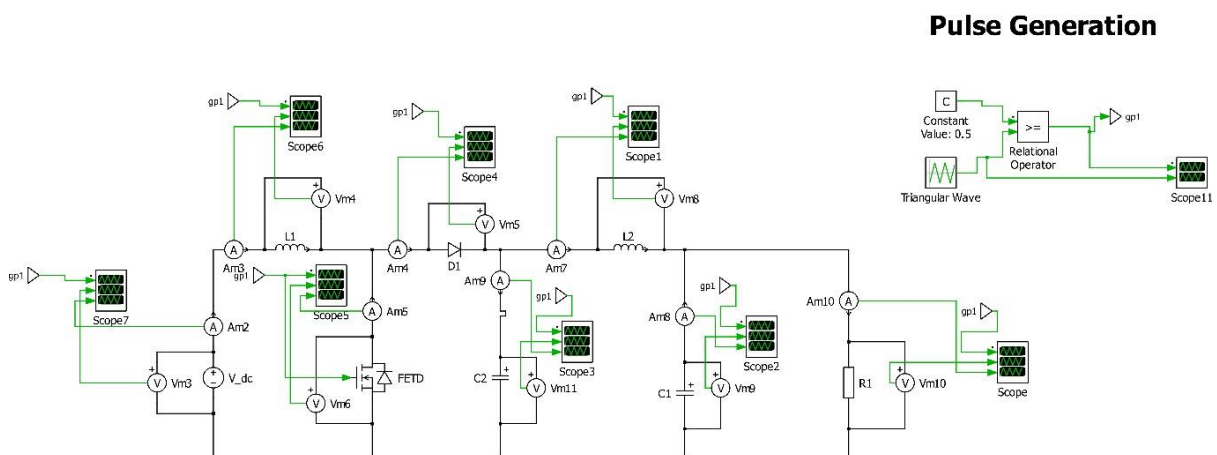 Pulse Generation
gp1
Scope6
gp1
Scope4
gp1
Scope1
C
Constant
Value: 0.5
>=
Relational
Operator
gp1
Triangular Wave
Scope11
V Vm4
V Vm5
V Vm8
A
Am3
L1
A
Am4
D1
A
Am7
L2
gp1
Scope7
gp1
Scope5
A
Am5
Am9
A
gp1
Scope3
Am8
A
gp1
Scope2
Am10
A
gp1
Scope
A
Am2
V
Vm3
V_dc
V
Vm6
FETD
C2
V
Vm11
C1
V
Vm9
R1
V
Vm10